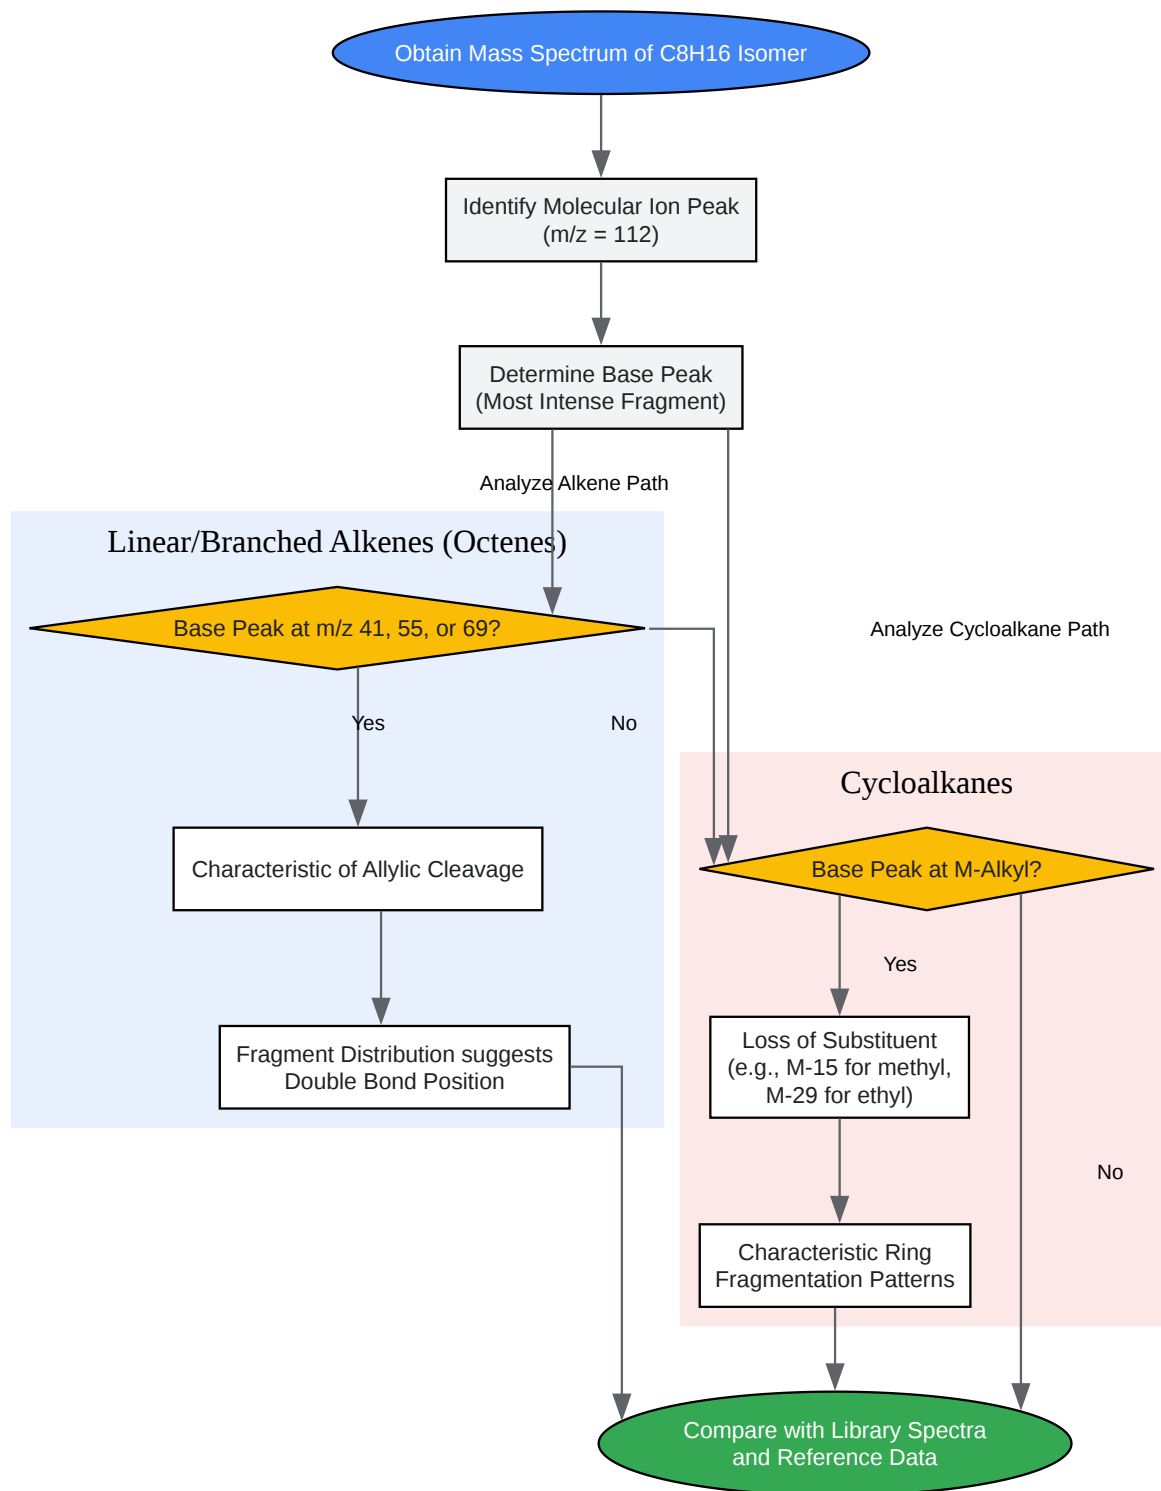 Obtain Mass Spectrum of C8H16 Isomer
Identify Molecular Ion Peak
(m/z = 112)
Determine Base Peak
(Most Intense Fragment)
Analyze Alkene Path
Linear/Branched Alkenes (Octenes)
Base Peak at m/z 41, 55, or 69?
Analyze Cycloalkane Path
Yes
No
Cycloalkanes
Characteristic of Allylic Cleavage
Base Peak at M-Alkyl?
Yes
Fragment Distribution suggests
Double Bond Position
Loss of Substituent
(e.g., M-15 for methyl,
M-29 for ethyl)
No
Characteristic Ring
Fragmentation Patterns
Compare with Library Spectra
and Reference Data